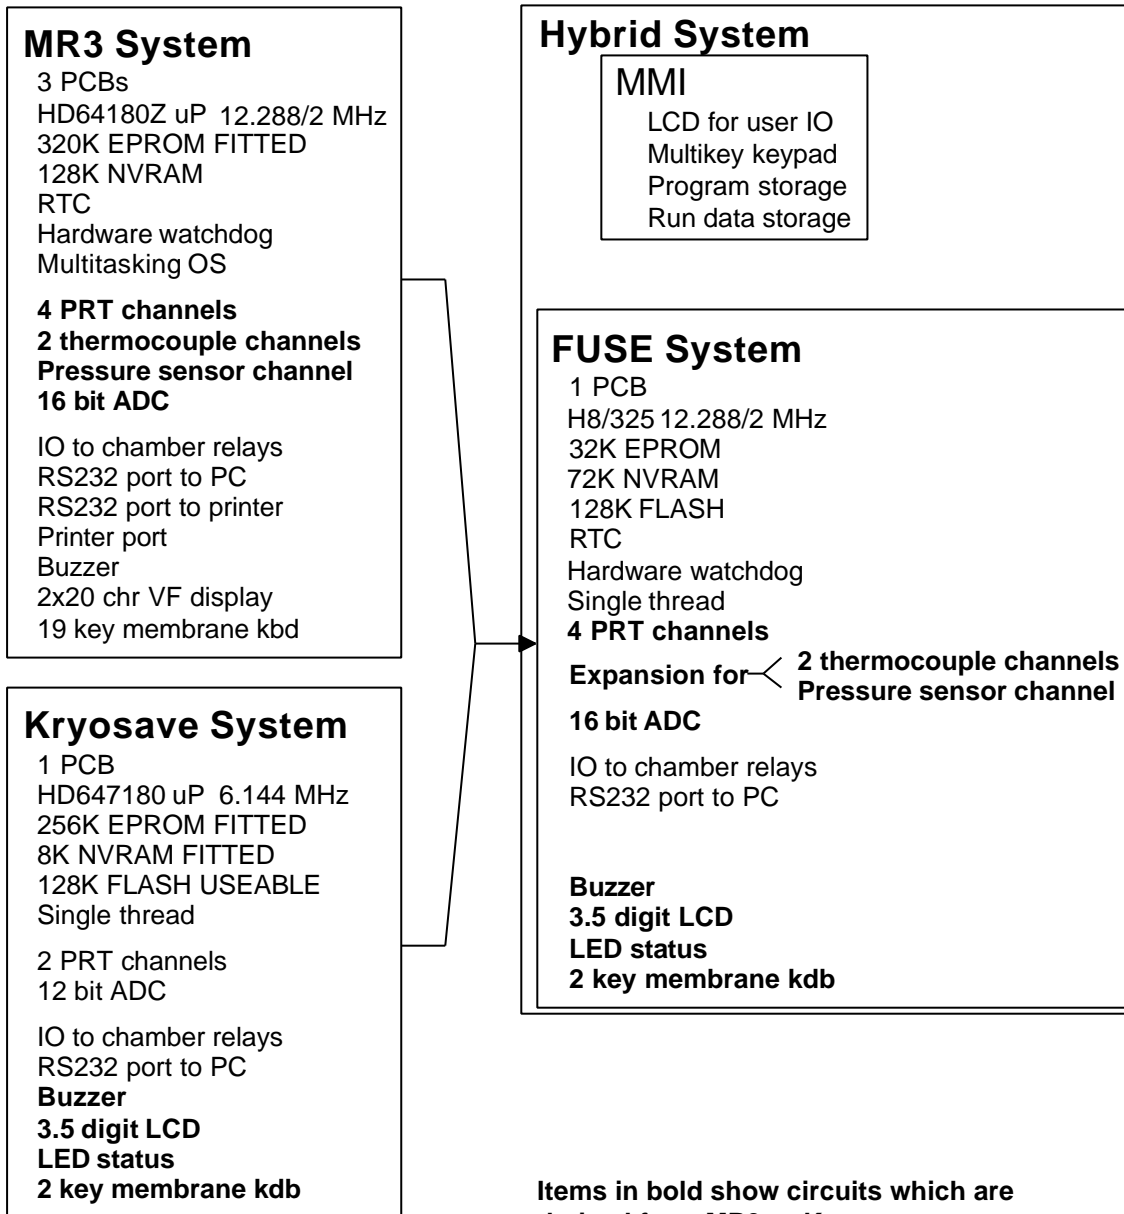 MR3 System
3 PCBs
HD64180Z uP 12.288/2 MHz
320K EPROM FITTED
128K NVRAM
RTC
Hardware watchdog
Multitasking OS
4 PRT channels
2 thermocouple channels
Pressure sensor channel
16 bit ADC
IO to chamber relays
RS232 port to PC
RS232 port to printer
Printer port
Buzzer
2x20 chr VF display
19 key membrane kbd
Kryosave System
1 PCB
HD647180 uP 6.144 MHz
256K EPROM FITTED
8K NVRAM FITTED
128K FLASH USEABLE
Single thread
2 PRT channels
12 bit ADC
IO to chamber relays
RS232 port to PC
Buzzer
3.5 digit LCD
LED status
2 key membrane kdb
Hybrid System
MMI
LCD for user IO
Multikey keypad
Program storage
Run data storage
FUSE System
1 PCB
H8/325 12.288/2 MHz
32K EPROM
72K NVRAM
128K FLASH
RTC
Hardware watchdog
Single thread
4 PRT channels
Expansion for
2 thermocouple channels
Pressure sensor channel
16 bit ADC
IO to chamber relays
RS232 port to PC
Buzzer
3.5 digit LCD
LED status
2 key membrane kdb
Items in bold show circuits which are